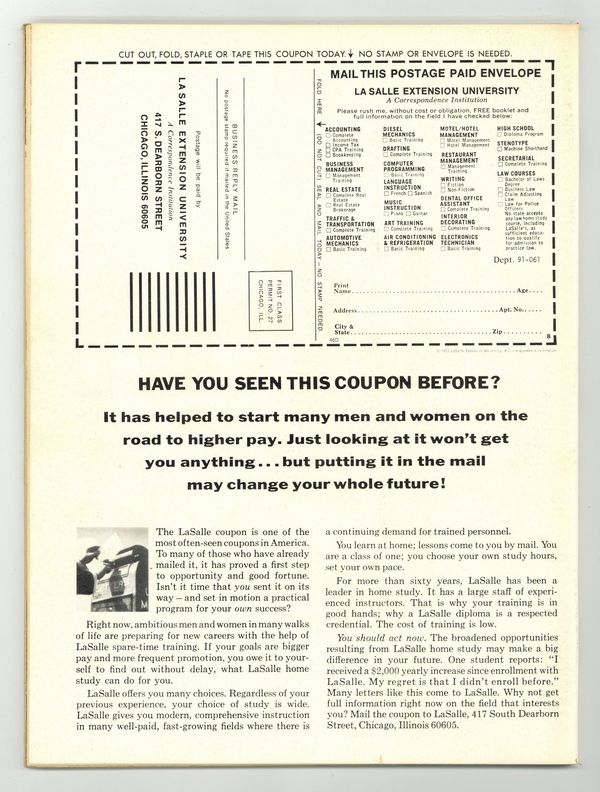 CUT OUT, FOLD, STAPLE OR TAPE THIS COUPON TODAY. NO STAMP OR ENVELOPE IS NEEDED.
LA SALLE EXTENSION UNIVERSITY
A Correspondence Institution
417 S. DEARBORN STREET
CHICAGO, ILLINOIS 60605
Postage will be paid by
BUSINESS REPLY MAIL
No postage stamp required if mailed in the United States
FIRST CLASS
PERMIT NO. 27
CHICAGO, ILL.
FOLD HERE (DO NOT CUT) SEAL AND MAIL TODAY – NO STAMP NEEDED.
MAIL THIS POSTAGE PAID ENVELOPE
LA SALLE EXTENSION UNIVERSITY
A Correspondence Institution
Please rush me, without cost or obligation, FREE booklet and
full information on the field I have checked below:
ACCOUNTING
Complete
Accounting
Income Tax
CPA Training
Bookkeeping
BUSINESS
MANAGEMENT
Management
Training
REAL ESTATE
Complete Real
Estate
Real Estate
Brokerage
TRAFFIC &
TRANSPORTATION
Complete Training
AUTOMOTIVE
MECHANICS
Basic Training
DIESEL
MECHANICS
Basic Training
DRAFTING
Complete Training
COMPUTER
PROGRAMMING
Basic Training
LANGUAGE
INSTRUCTION
French Spanish
MUSIC
INSTRUCTION
Piano Guitar
ART TRAINING
Complete Training
AIR CONDITIONING
& REFRIGERATION
Basic Training
MOTEL/HOTEL
MANAGEMENT
Motel Management
Hotel Management
RESTAURANT
MANAGEMENT
Management
Training
WRITING
Fiction
Non-Fiction
DENTAL OFFICE
ASSISTANT
Complete Training
INTERIOR
DECORATING
Complete Training
ELECTRONICS
TECHNICIAN
Basic Training
HIGH SCHOOL
Diploma Program
STENOTYPE
Machine Shorthand
SECRETARIAL
Complete Training
LAW COURSES
Bachelor of Laws
Degree
Business Law
Claim Adjusting
Law
Law for Police
Officers
No state accepts
any law home study
course, including
LaSalle's, as
sufficient educa-
tion to qualify
for admission to
practice law.
Dept. 91-061
Print
Name Age
Address Apt. No.
City &
State Zip
46D
8
© 1972 LaSalle Extension University, A Correspondence Institution
HAVE YOU SEEN THIS COUPON BEFORE?
It has helped to start many men and women on the
road to higher pay. Just looking at it won't get
you anything...but putting it in the mail
may change your whole future!
The LaSalle coupon is one of the
most often-seen coupons in America.
To many of those who have already
mailed it, it has proved a first step
to opportunity and good fortune.
Isn't it time that you sent it on its
way – and set in motion a practical
program for your own success?
Right now, ambitious men and women in many walks
of life are preparing for new careers with the help of
LaSalle spare-time training. If your goals are bigger
pay and more frequent promotion, you owe it to your-
self to find out without delay, what LaSalle home
study can do for you.
LaSalle offers you many choices. Regardless of your
previous experience, your choice of study is wide.
LaSalle gives you modern, comprehensive instruction
in many well-paid, fast-growing fields where there is
a continuing demand for trained personnel.
You learn at home; lessons come to you by mail. You
are a class of one; you choose your own study hours,
set your own pace.
For more than sixty years, LaSalle has been a
leader in home study. It has a large staff of experi-
enced instructors. That is why your training is in
good hands; why a LaSalle diploma is a respected
credential. The cost of training is low.
You should act now. The broadened opportunities
resulting from LaSalle home study may make a big
difference in your future. One student reports: "I
received a $2,000 yearly increase since enrollment with
LaSalle. My regret is that I didn't enroll before."
Many letters like this come to LaSalle. Why not get
full information right now on the field that interests
you? Mail the coupon to LaSalle, 417 South Dearborn
Street, Chicago, Illinois 60605.